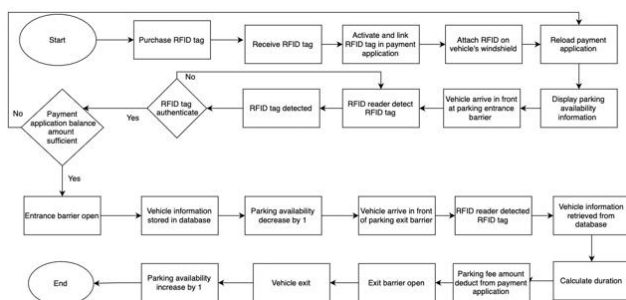 Start
Purchase RFID tag
Receive RFID tag
Activate and link
RFID tag in payment
application
Attach RFID on
vehicle's windshield
Reload payment
application
Display parking
availability
information
Vehicle arrive in front
at parking entrance
barrier
RFID reader detect
RFID tag
RFID tag detected
RFID tag
authenticate
No
Yes
Payment
application balance
amount
sufficient
No
Yes
Entrance barrier open
Vehicle information
stored in database
Parking availability
decrease by 1
Vehicle arrive in front
of parking exit barrier
RFID reader detected
RFID tag
Vehicle information
retrieved from
database
Calculate duration
Parking fee amount
deduct from payment
application
Exit barrier open
Vehicle exit
Parking availability
increase by 1
End